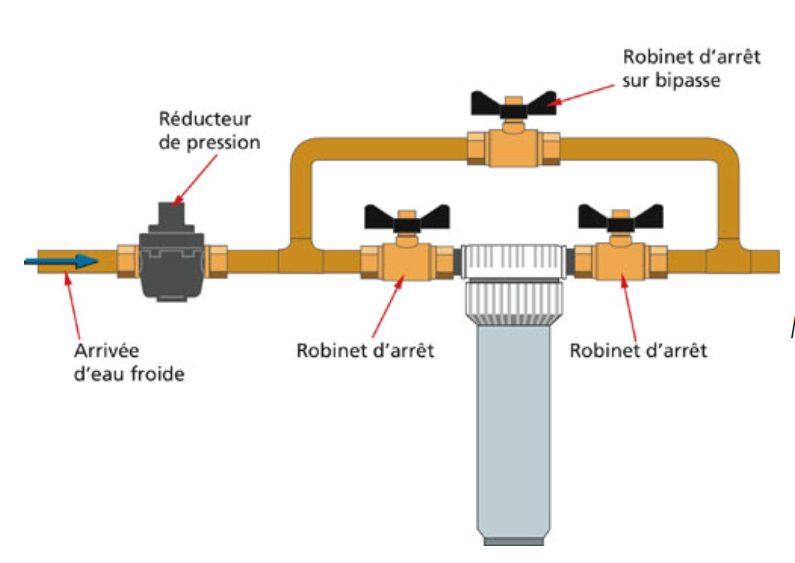 Robinet d'arrêt
sur bipasse
Réducteur
de pression
Arrivée
d'eau froide
Robinet d'arrêt
Robinet d'arrêt